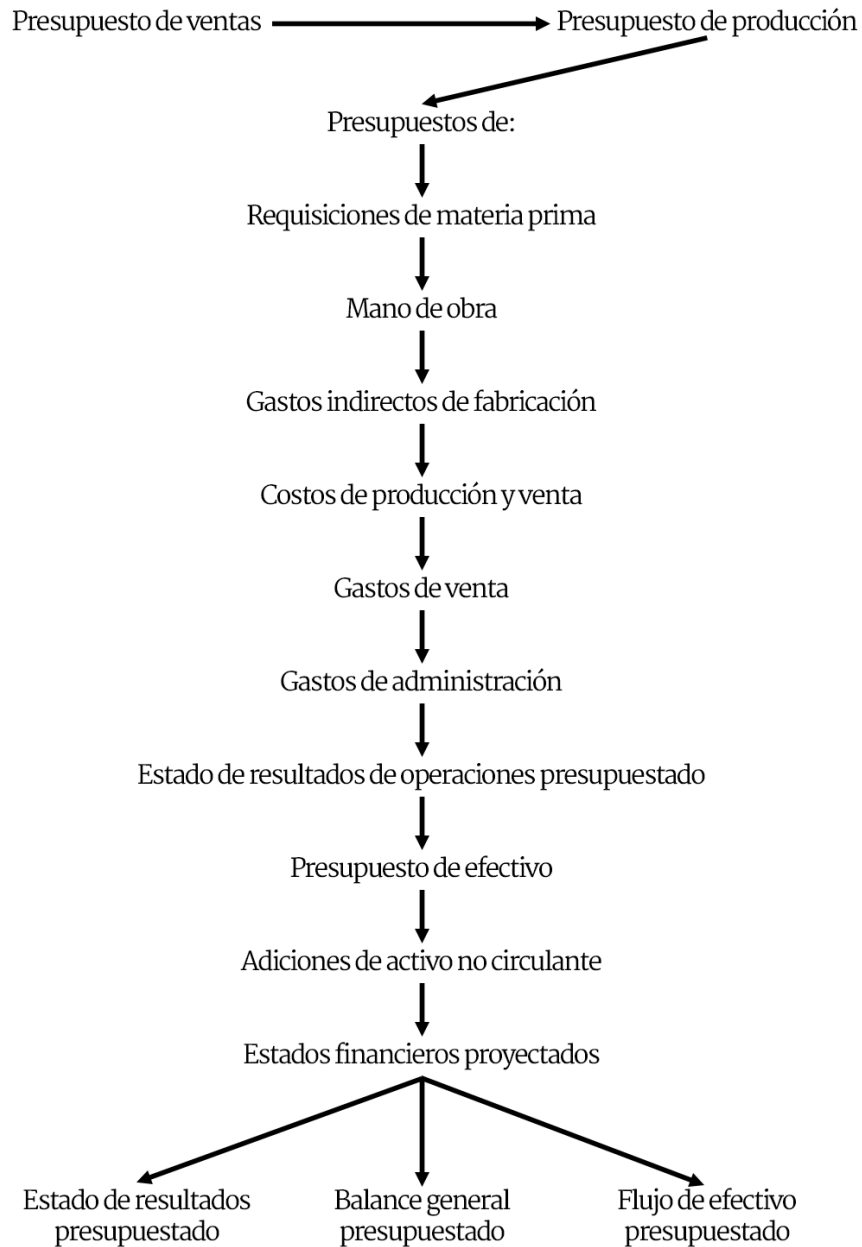 Presupuesto de ventas
Presupuesto de producción
Presupuestos de:
Requisiciones de materia prima
Mano de obra
Gastos indirectos de fabricación
Costos de producción y venta
Gastos de venta
Gastos de administración
Estado de resultados de operaciones presupuestado
Presupuesto de efectivo
Adiciones de activo no circulante
Estados financieros proyectados
Estado de resultados
presupuestado
Balance general
presupuestado
Flujo de efectivo
presupuestado